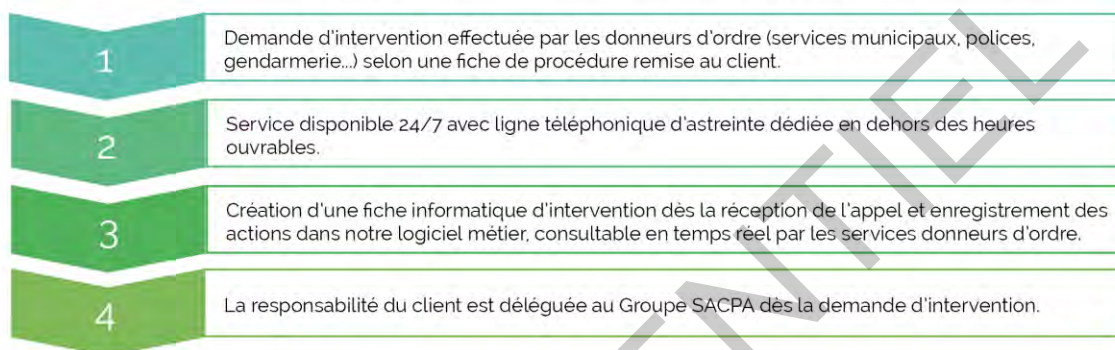 1
Demande d'intervention effectuée par les donneurs d'ordre (services municipaux, polices,
gendarmerie...) selon une fiche de procédure remise au client.
2
Service disponible 24/7 avec ligne téléphonique d'astreinte dédiée en dehors des heures
ouvrables.
3
Création d'une fiche informatique d'intervention dès la réception de l'appel et enregistrement des
actions dans notre logiciel métier, consultable en temps réel par les services donneurs d'ordre.
4
La responsabilité du client est déléguée au Groupe SACPA dès la demande d'intervention.
ENTIEL